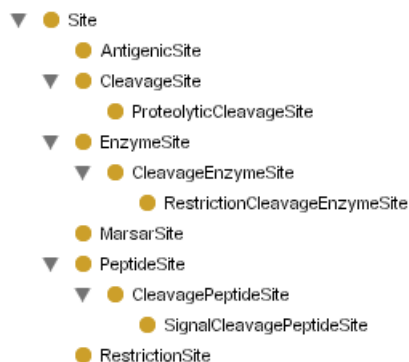 Site
AntigenicSite
CleavageSite
ProteolyticCleavageSite
EnzymeSite
CleavageEnzymeSite
RestrictionCleavageEnzymeSite
MarsarSite
PeptideSite
CleavagePeptideSite
SignalCleavagePeptideSite
RestrictionSite